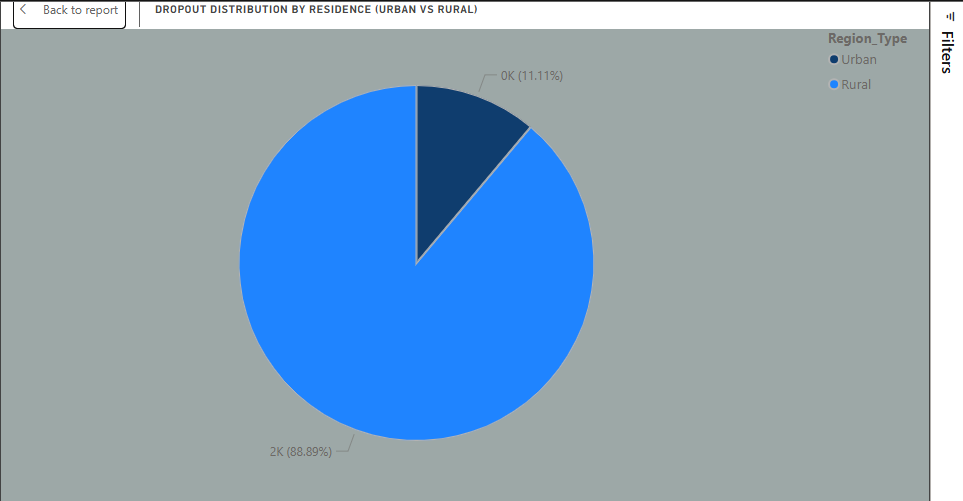 Back to report
DROPOUT DISTRIBUTION BY RESIDENCE (URBAN VS RURAL)
Region_Type
Urban
Rural
0K (11.11%)
2K (88.89%)
Filters